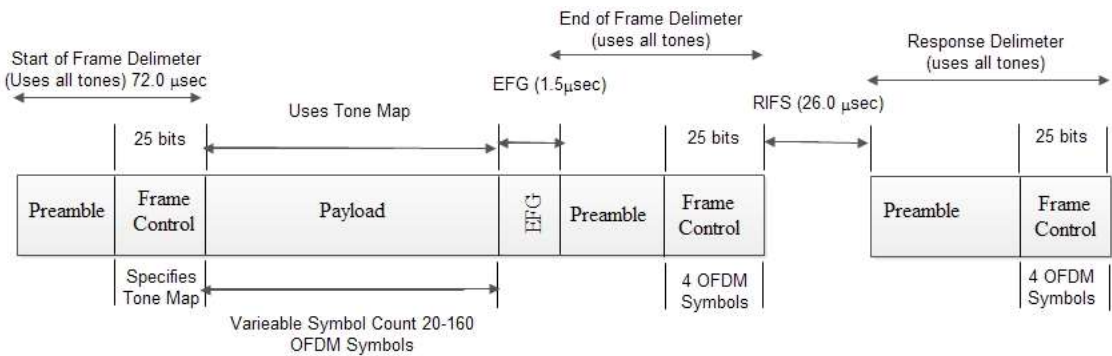 End of Frame Delimeter
(uses all tones)
Start of Frame Delimeter
(Uses all tones) 72.0 μsec
Response Delimeter
(uses all tones)
EFG (1.5μsec)
RIFS (26.0 μsec)
Uses Tone Map
25 bits
25 bits
25 bits
Preamble
Frame
Control
Payload
EFG
Preamble
Frame
Control
Preamble
Frame
Control
Specifies
Tone Map
4 OFDM
Symbols
4 OFDM
Symbols
Varieable Symbol Count 20-160
OFDM Symbols